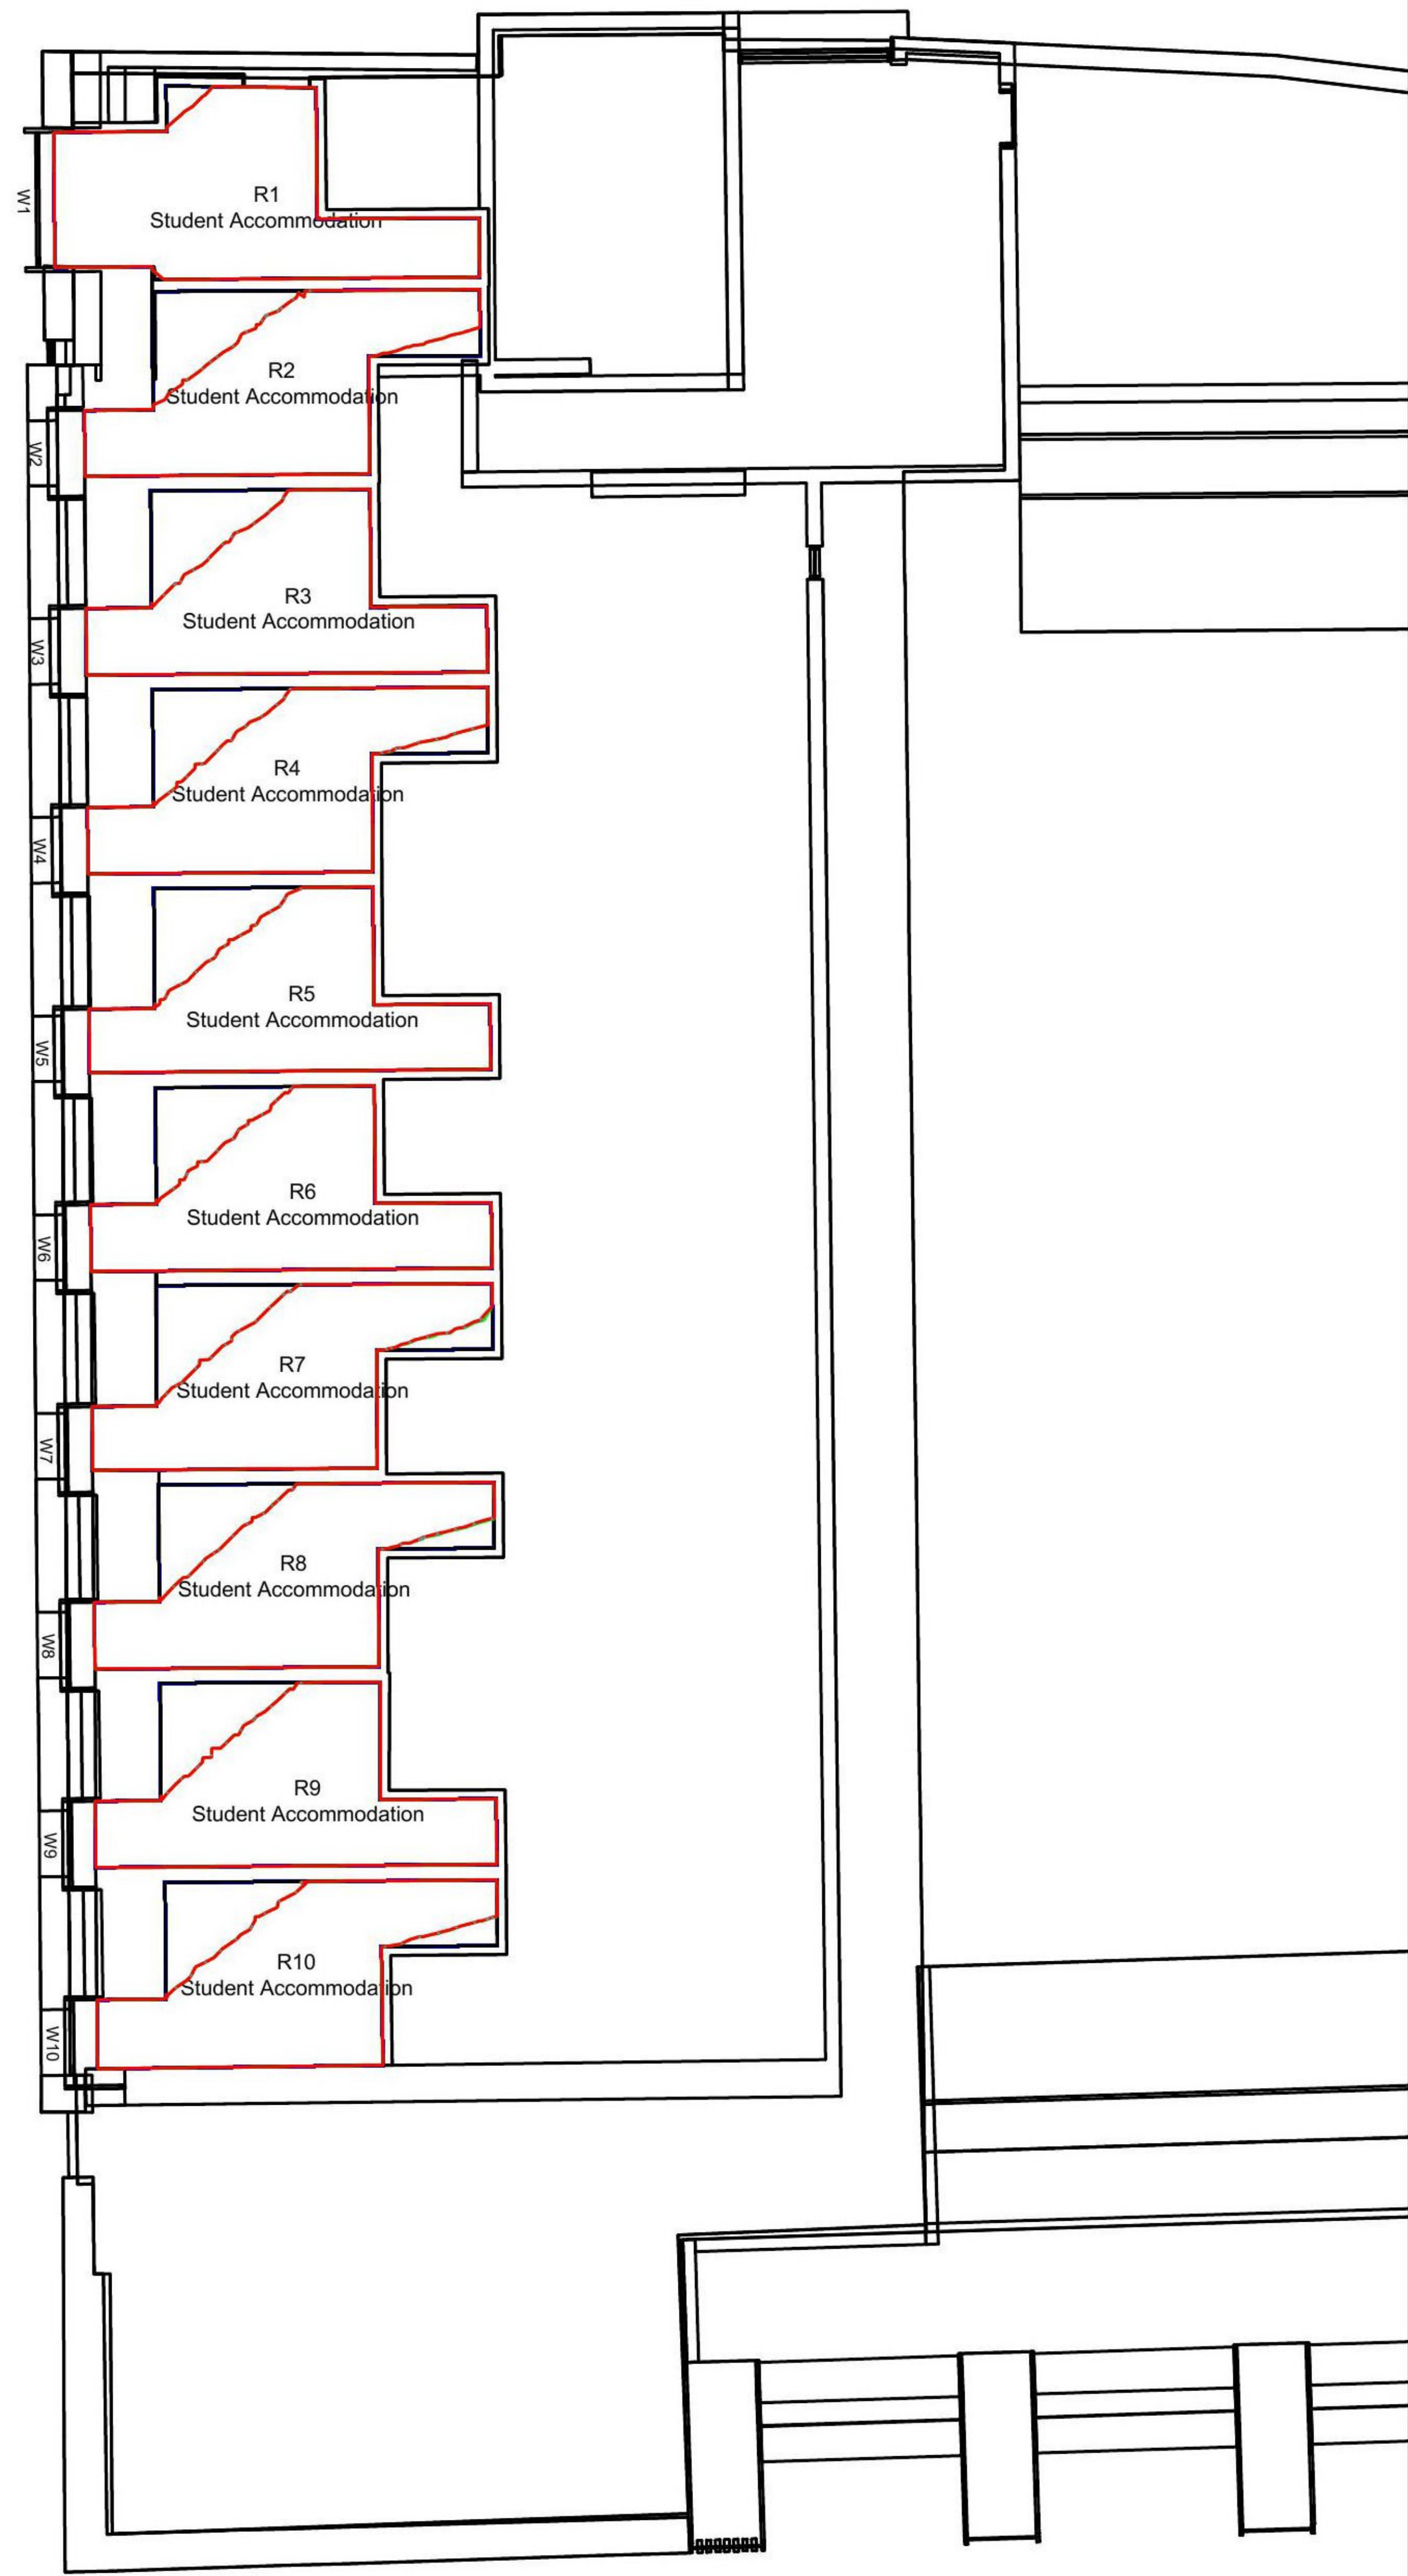 W1
R1
Student Accommodation
R2
Student Accommodation
W2
R3
Student Accommodation
W3
R4
Student Accommodation
W4
R5
Student Accommodation
W5
R6
Student Accommodation
W6
R7
Student Accommodation
W7
R8
Student Accommodation
W8
R9
Student Accommodation
W9
R10
Student Accommodation
W10